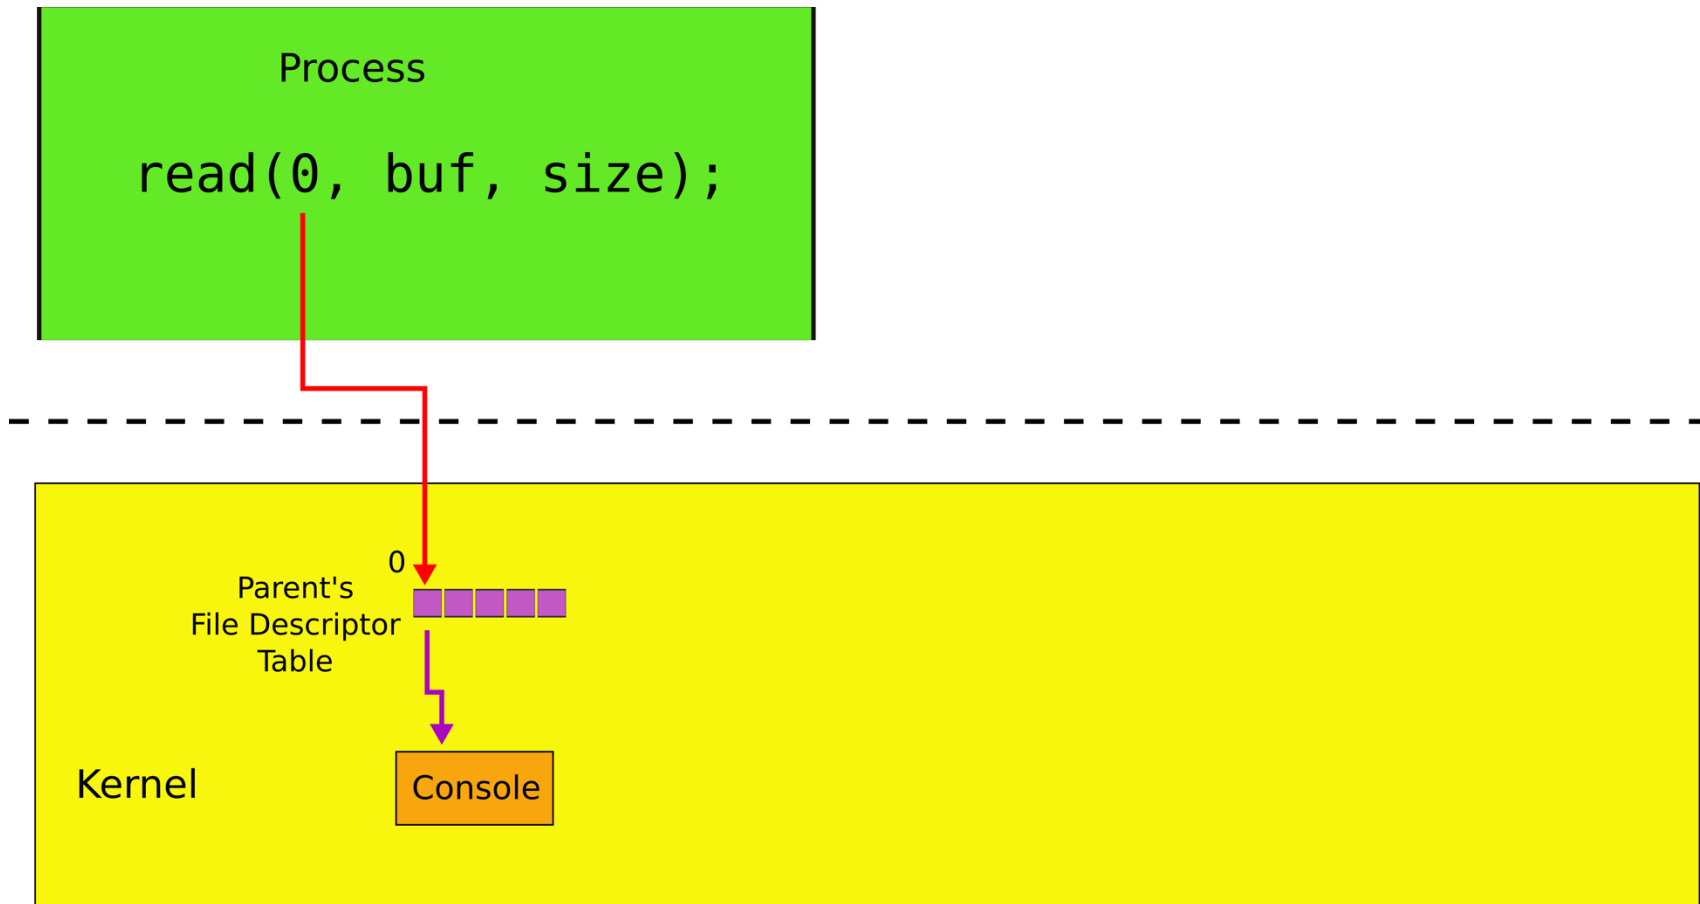 Process
read(0, buf, size);
0
Parent's
File Descriptor
Table
Kernel
Console